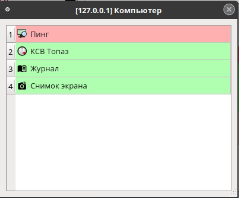 [127.0.0.1] Компьютер
1 Пинг
2 КСВ Топаз
3 Журнал
4 Снимок экрана